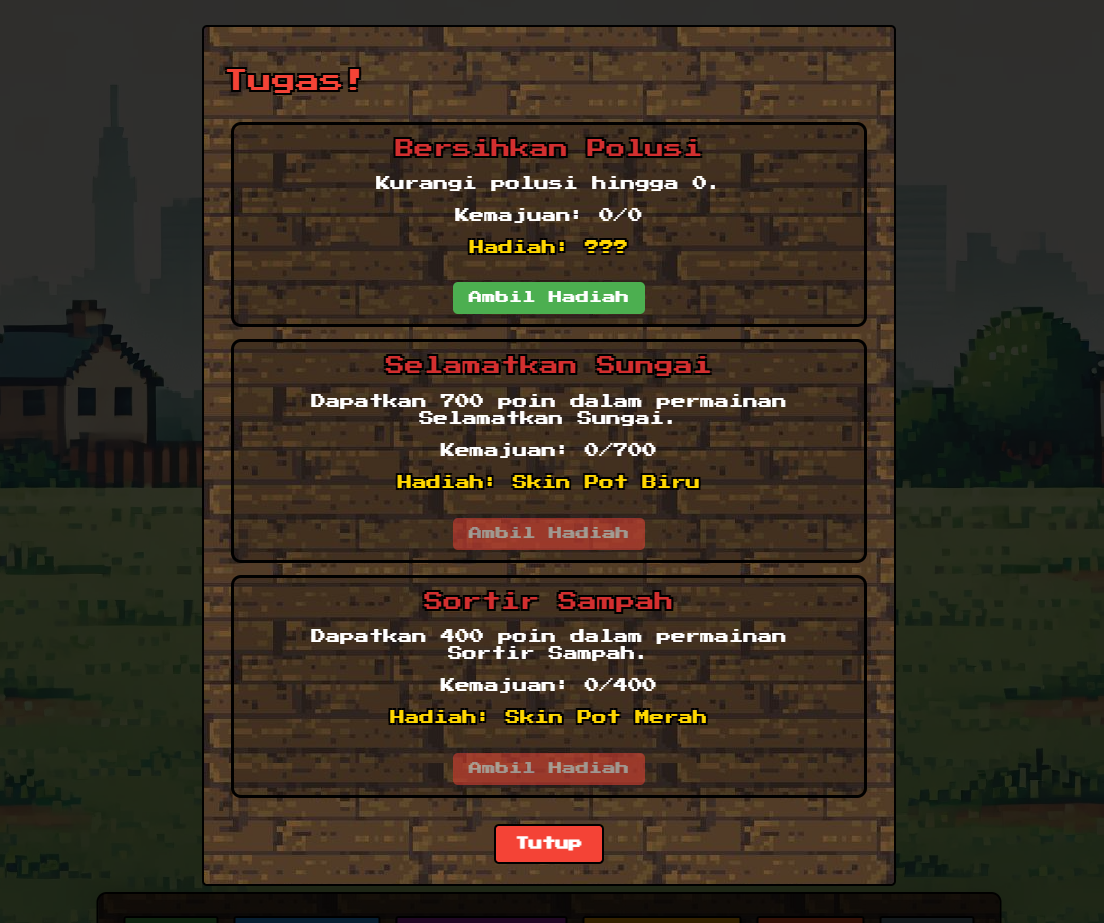 Tugas!
Bersihkan Polusi
Kurangi polusi hingga 0.
Kemajuan: 0/0
Hadiah: ???
Ambil Hadiah
Selamatkan Sungai
Dapatkan 700 poin dalam permainan
Selamatkan Sungai.
Kemajuan: 0/700
Hadiah: Skin Pot Biru
Ambil Hadiah
Sortir Sampah
Dapatkan 400 poin dalam permainan
Sortir Sampah.
Kemajuan: 0/400
Hadiah: Skin Pot Merah
Ambil Hadiah
Tutup